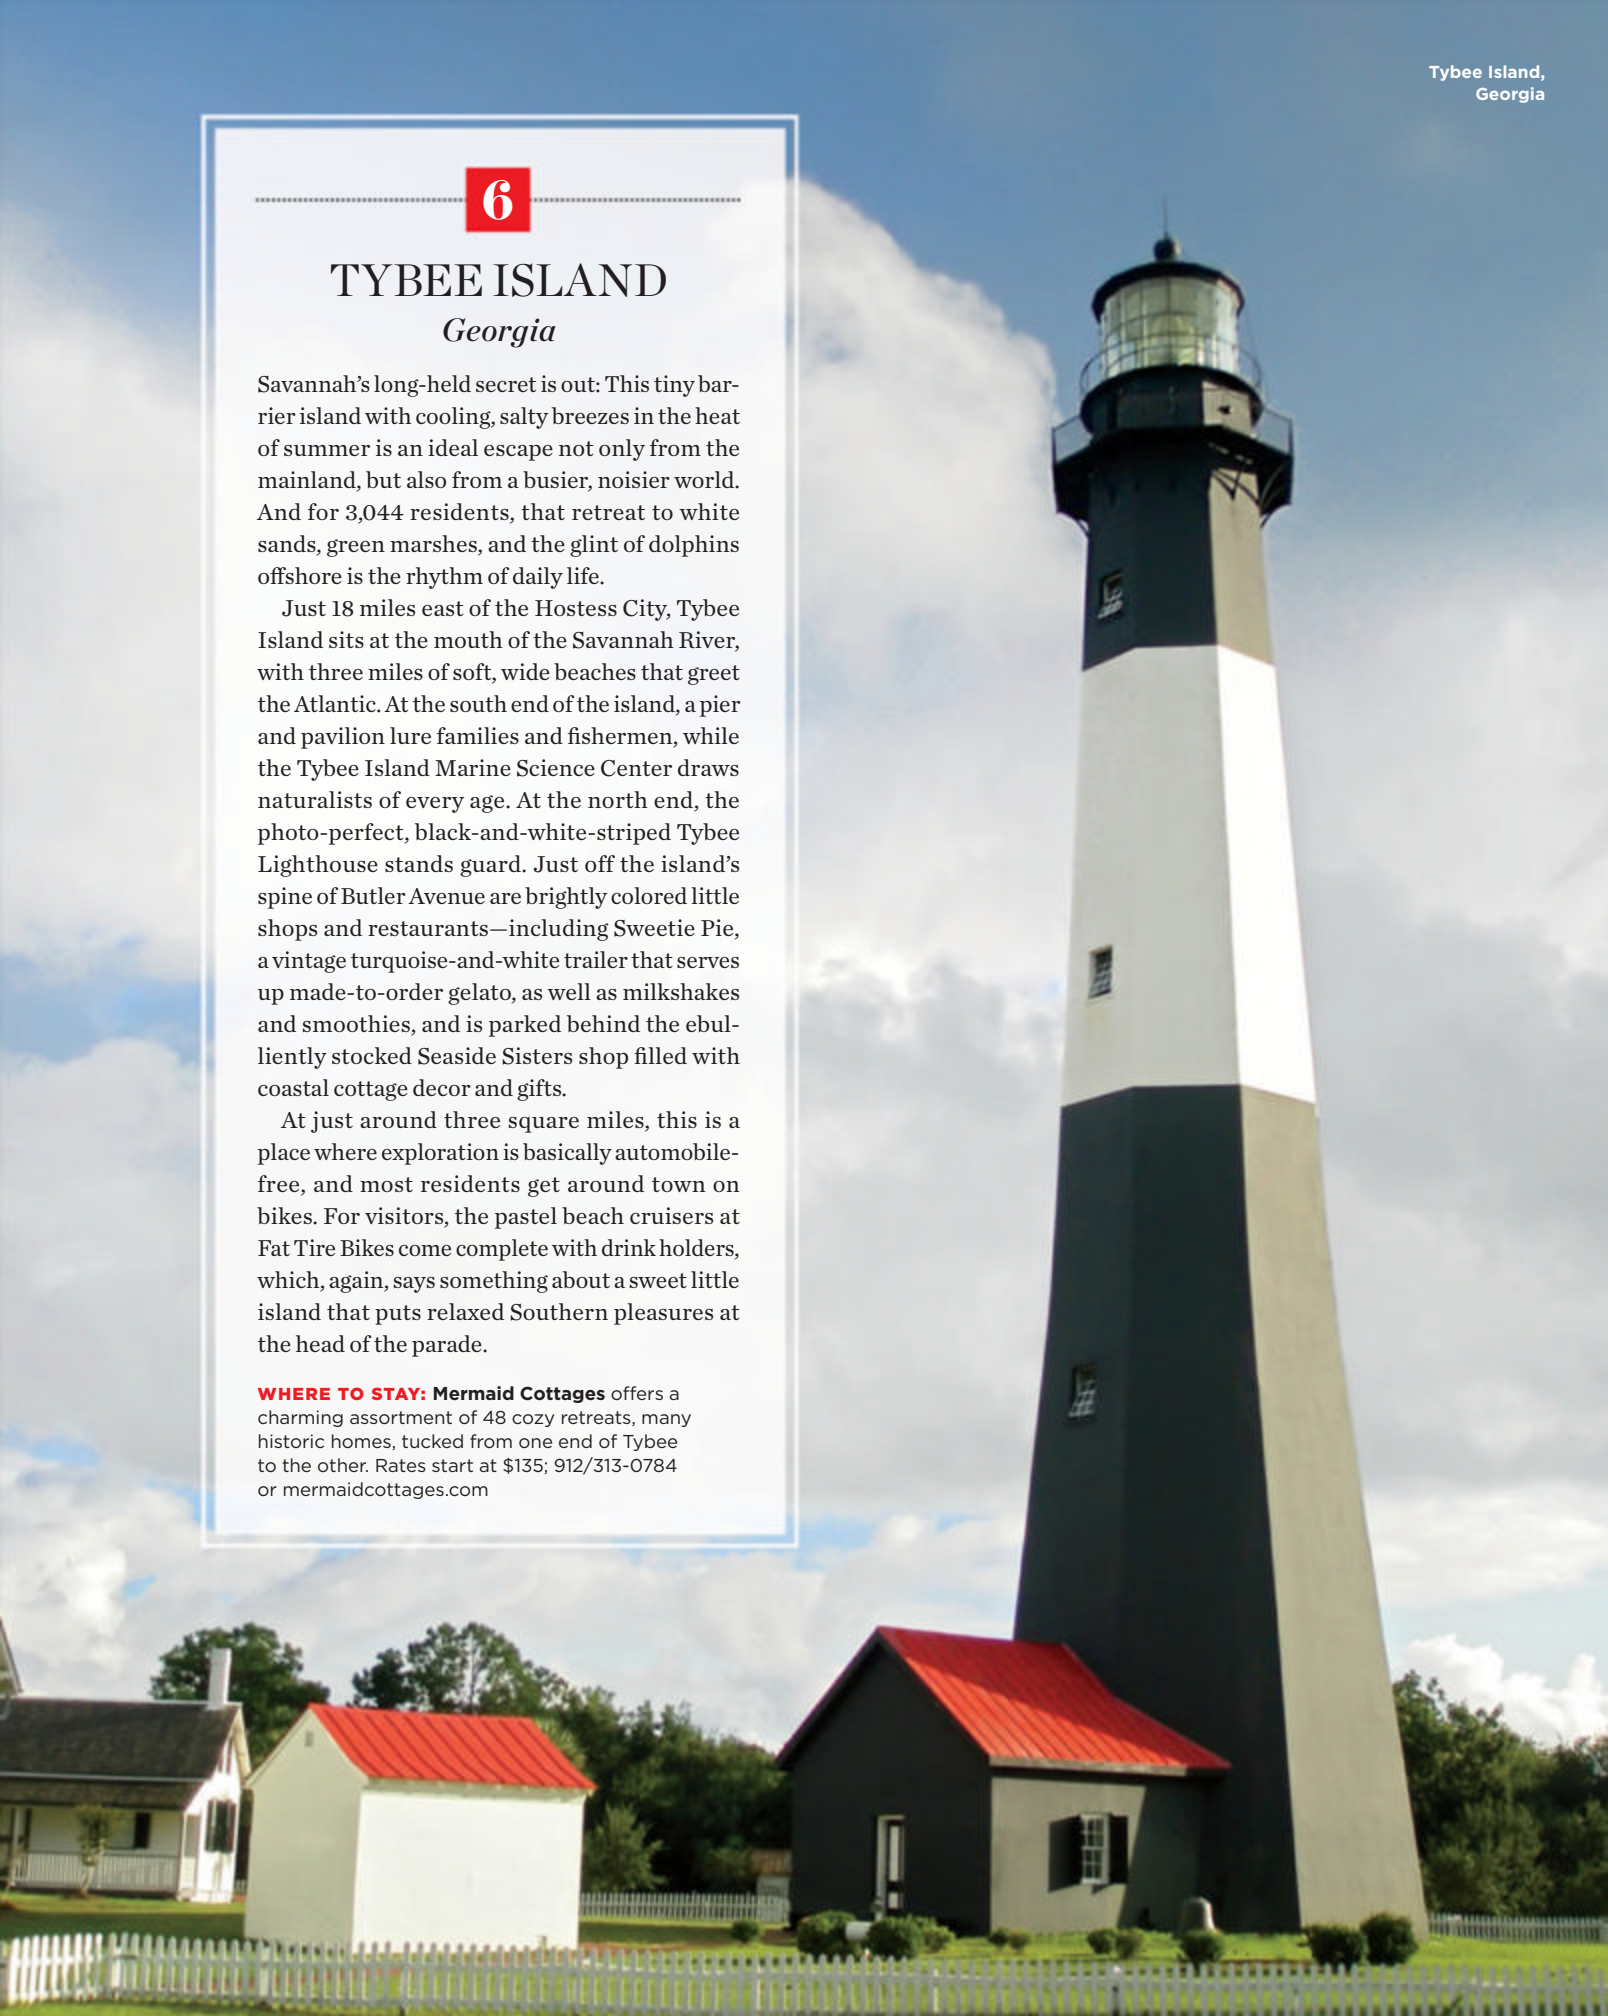 Tybee Island,
Georgia
6
TYBEE ISLAND
Georgia
Savannah's long-held secret is out: This tiny bar-
rier island with cooling, salty breezes in the heat
of summer is an ideal escape not only from the
mainland, but also from a busier, noisier world.
And for 3,044 residents, that retreat to white
sands, green marshes, and the glint of dolphins
offshore is the rhythm of daily life.
Just 18 miles east of the Hostess City, Tybee
Island sits at the mouth of the Savannah River,
with three miles of soft, wide beaches that greet
the Atlantic. At the south end of the island, a pier
and pavilion lure families and fishermen, while
the Tybee Island Marine Science Center draws
naturalists of every age. At the north end, the
photo-perfect, black-and-white-striped Tybee
Lighthouse stands guard. Just off the island's
spine of Butler Avenue are brightly colored little
shops and restaurants—including Sweetie Pie,
a vintage turquoise-and-white trailer that serves
up made-to-order gelato, as well as milkshakes
and smoothies, and is parked behind the ebul-
liently stocked Seaside Sisters shop filled with
coastal cottage decor and gifts.
At just around three square miles, this is a
place where exploration is basically automobile-
free, and most residents get around town on
bikes. For visitors, the pastel beach cruisers at
Fat Tire Bikes come complete with drink holders,
which, again, says something about a sweet little
island that puts relaxed Southern pleasures at
the head of the parade.
WHERE TO STAY: Mermaid Cottages offers a
charming assortment of 48 cozy retreats, many
historic homes, tucked from one end of Tybee
to the other. Rates start at $135; 912/313-0784
or mermaidcottages.com